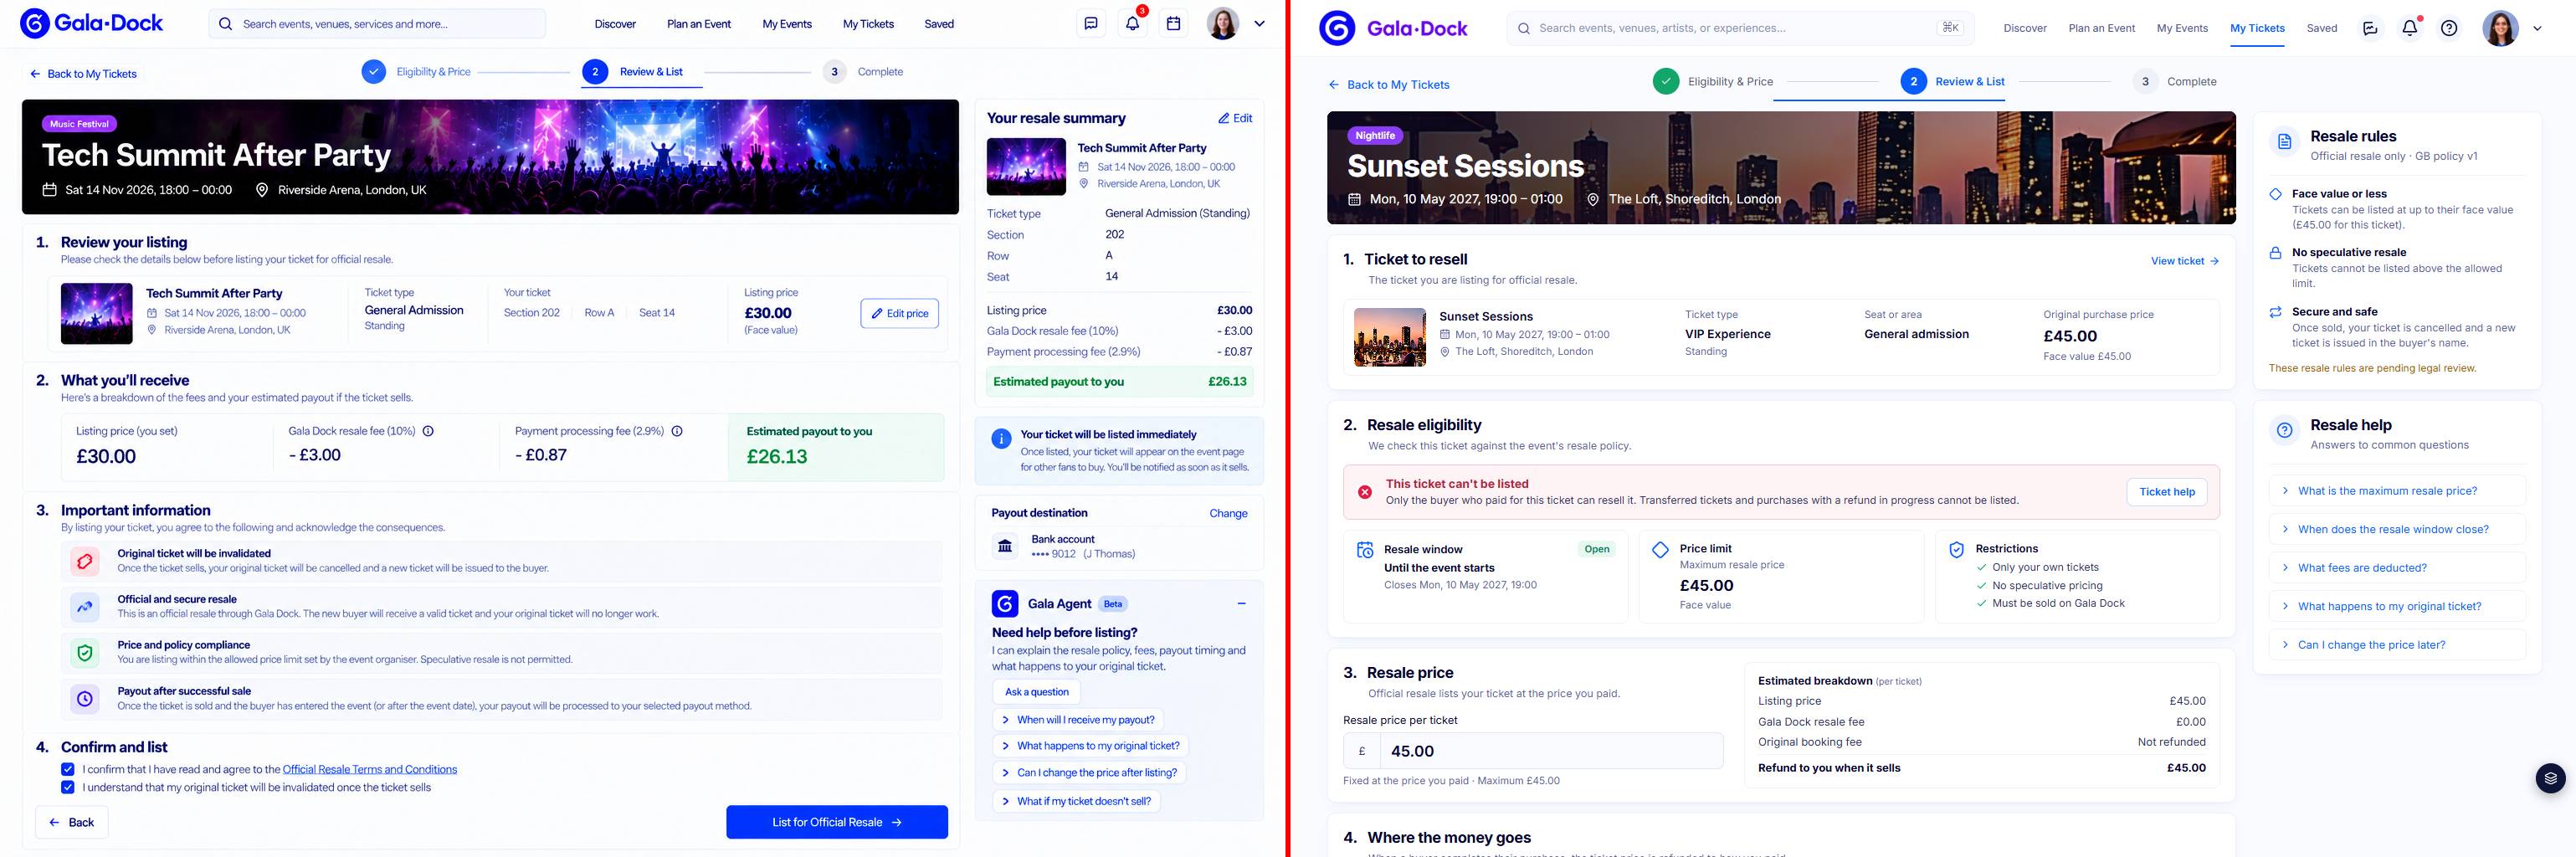 Gala·Dock
Search events, venues, services and more...
Discover
Plan an Event
My Events
My Tickets
Saved
3
Back to My Tickets
Eligibility & Price
2
Review & List
3
Complete
Music Festival
Tech Summit After Party
Sat 14 Nov 2026, 18:00 – 00:00
Riverside Arena, London, UK
1. Review your listing
Please check the details below before listing your ticket for official resale.
Tech Summit After Party
Sat 14 Nov 2026, 18:00 – 00:00
Riverside Arena, London, UK
Ticket type
General Admission
Standing
Your ticket
Section 202
Row A
Seat 14
Listing price
£30.00
(Face value)
Edit price
2. What you'll receive
Here's a breakdown of the fees and your estimated payout if the ticket sells.
Listing price (you set)
£30.00
Gala Dock resale fee (10%)
- £3.00
Payment processing fee (2.9%)
- £0.87
Estimated payout to you
£26.13
3. Important information
By listing your ticket, you agree to the following and acknowledge the consequences.
Original ticket will be invalidated
Once the ticket sells, your original ticket will be cancelled and a new ticket will be issued to the buyer.
Official and secure resale
This is an official resale through Gala Dock. The new buyer will receive a valid ticket and your original ticket will no longer work.
Price and policy compliance
You are listing within the allowed price limit set by the event organiser. Speculative resale is not permitted.
Payout after successful sale
Once the ticket is sold and the buyer has entered the event (or after the event date), your payout will be processed to your selected payout method.
4. Confirm and list
I confirm that I have read and agree to the Official Resale Terms and Conditions
I understand that my original ticket will be invalidated once the ticket sells
Back
List for Official Resale
Your resale summary
Edit
Tech Summit After Party
Sat 14 Nov 2026, 18:00 – 00:00
Riverside Arena, London, UK
Ticket type General Admission (Standing)
Section 202
Row A
Seat 14
Listing price £30.00
Gala Dock resale fee (10%) - £3.00
Payment processing fee (2.9%) - £0.87
Estimated payout to you £26.13
Your ticket will be listed immediately
Once listed, your ticket will appear on the event page
for other fans to buy. You'll be notified as soon as it sells.
Payout destination
Change
Bank account
•••• 9012 (J Thomas)
Gala Agent
Beta
Need help before listing?
I can explain the resale policy, fees, payout timing and
what happens to your original ticket.
Ask a question
When will I receive my payout?
What happens to my original ticket?
Can I change the price after listing?
What if my ticket doesn't sell?
Gala·Dock
Search events, venues, artists, or experiences...
⌘K
Discover
Plan an Event
My Events
My Tickets
Saved
Back to My Tickets
Eligibility & Price
2
Review & List
3
Complete
Nightlife
Sunset Sessions
Mon, 10 May 2027, 19:00 – 01:00
The Loft, Shoreditch, London
1. Ticket to resell
View ticket
The ticket you are listing for official resale.
Sunset Sessions
Mon, 10 May 2027, 19:00 – 01:00
The Loft, Shoreditch, London
Ticket type
VIP Experience
Standing
Seat or area
General admission
Original purchase price
£45.00
Face value £45.00
2. Resale eligibility
We check this ticket against the event's resale policy.
This ticket can't be listed
Only the buyer who paid for this ticket can resell it. Transferred tickets and purchases with a refund in progress cannot be listed.
Ticket help
Resale window
Open
Until the event starts
Closes Mon, 10 May 2027, 19:00
Price limit
Maximum resale price
£45.00
Face value
Restrictions
Only your own tickets
No speculative pricing
Must be sold on Gala Dock
3. Resale price
Official resale lists your ticket at the price you paid.
Resale price per ticket
£
45.00
Fixed at the price you paid · Maximum £45.00
Estimated breakdown (per ticket)
Listing price £45.00
Gala Dock resale fee £0.00
Original booking fee Not refunded
Refund to you when it sells £45.00
4. Where the money goes
Resale rules
Official resale only · GB policy v1
Face value or less
Tickets can be listed at up to their face value
(£45.00 for this ticket).
No speculative resale
Tickets cannot be listed above the allowed
limit.
Secure and safe
Once sold, your ticket is cancelled and a new
ticket is issued in the buyer's name.
These resale rules are pending legal review.
Resale help
Answers to common questions
What is the maximum resale price?
When does the resale window close?
What fees are deducted?
What happens to my original ticket?
Can I change the price later?